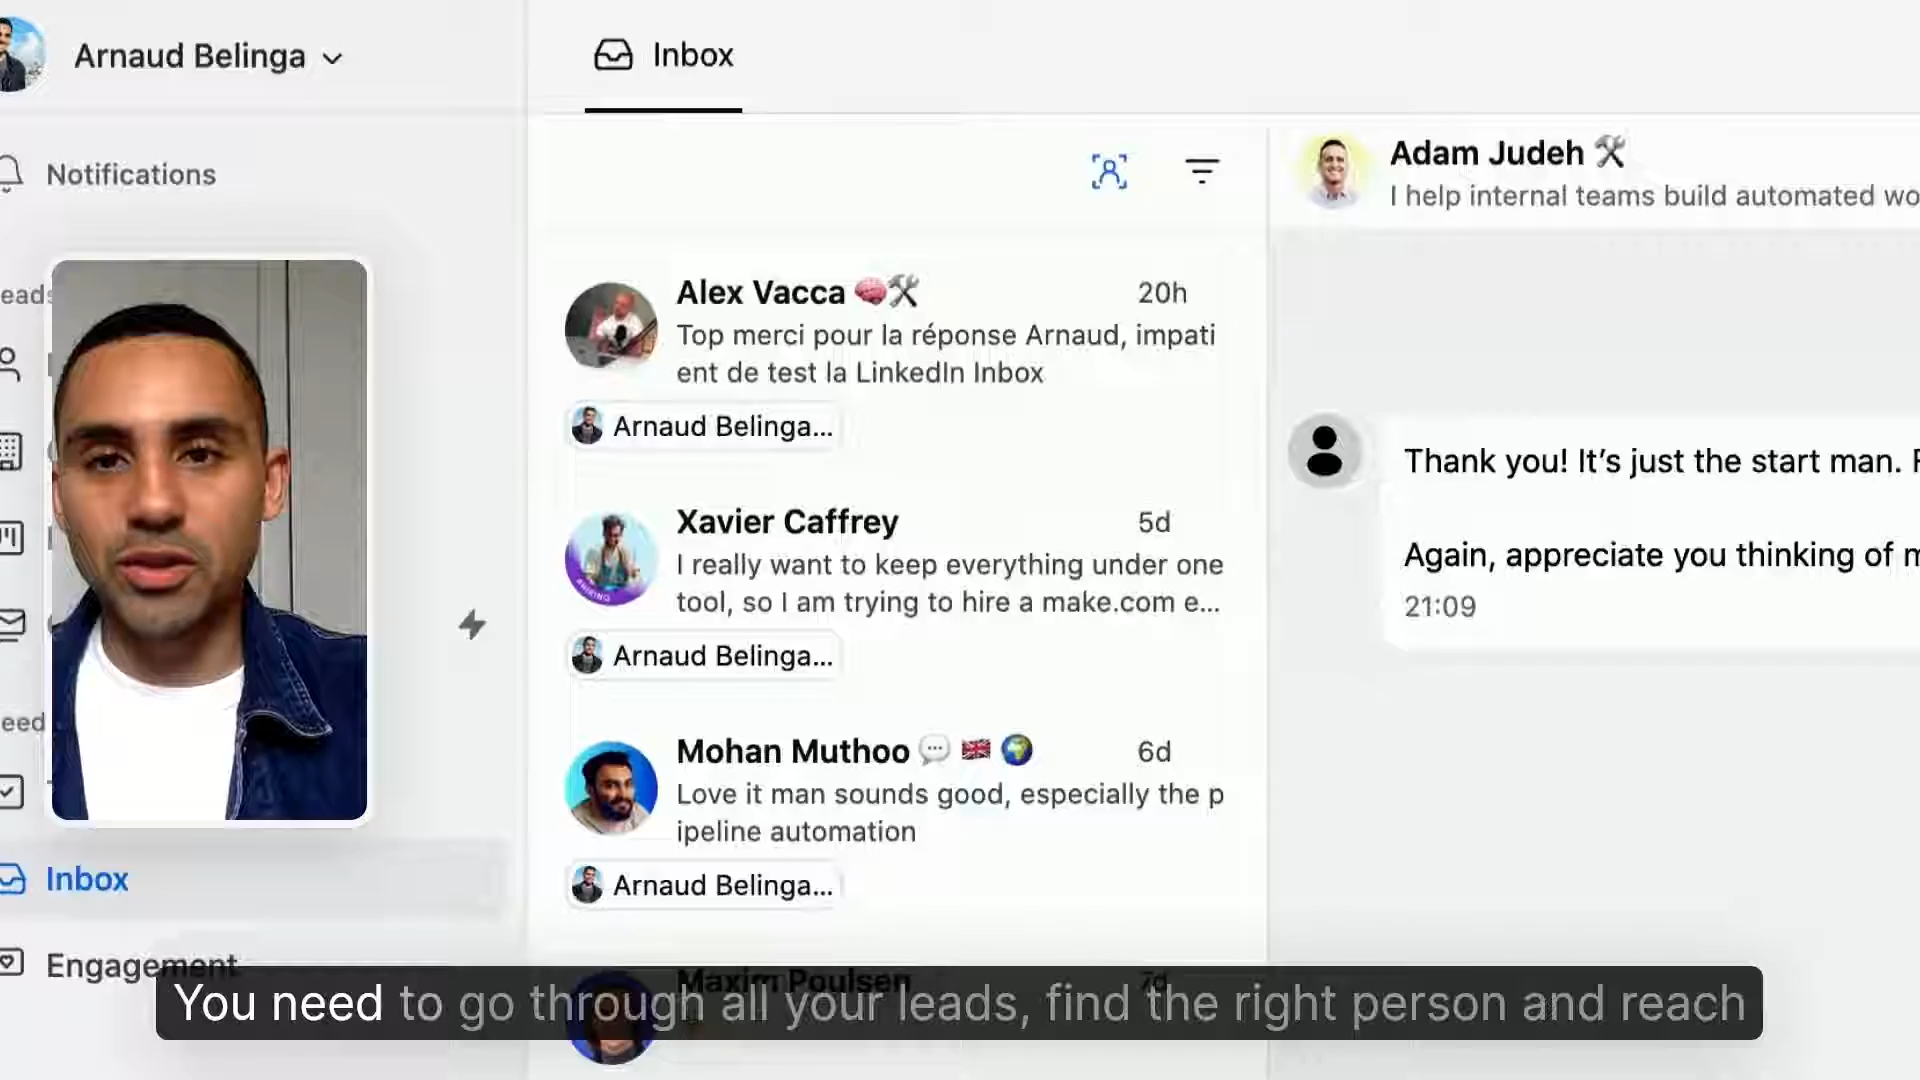 Arnaud Belinga
Inbox
Notifications
Adam Judeh
I help internal teams build automated
Alex Vacca
20h
Top merci pour la réponse Arnaud, impati
ent de test la LinkedIn Inbox
Arnaud Belinga...
Xavier Caffrey
5d
I really want to keep everything under one
tool, so I am trying to hire a make.com e...
Arnaud Belinga...
Mohan Muthoo
6d
Love it man sounds good, especially the p
ipeline automation
Arnaud Belinga...
Thank you! It’s just the start man.
Again, appreciate you thinking of
21:09
Inbox
Engagement
Maxim Poulsen
7d
You need to go through all your leads, find the right person and reach